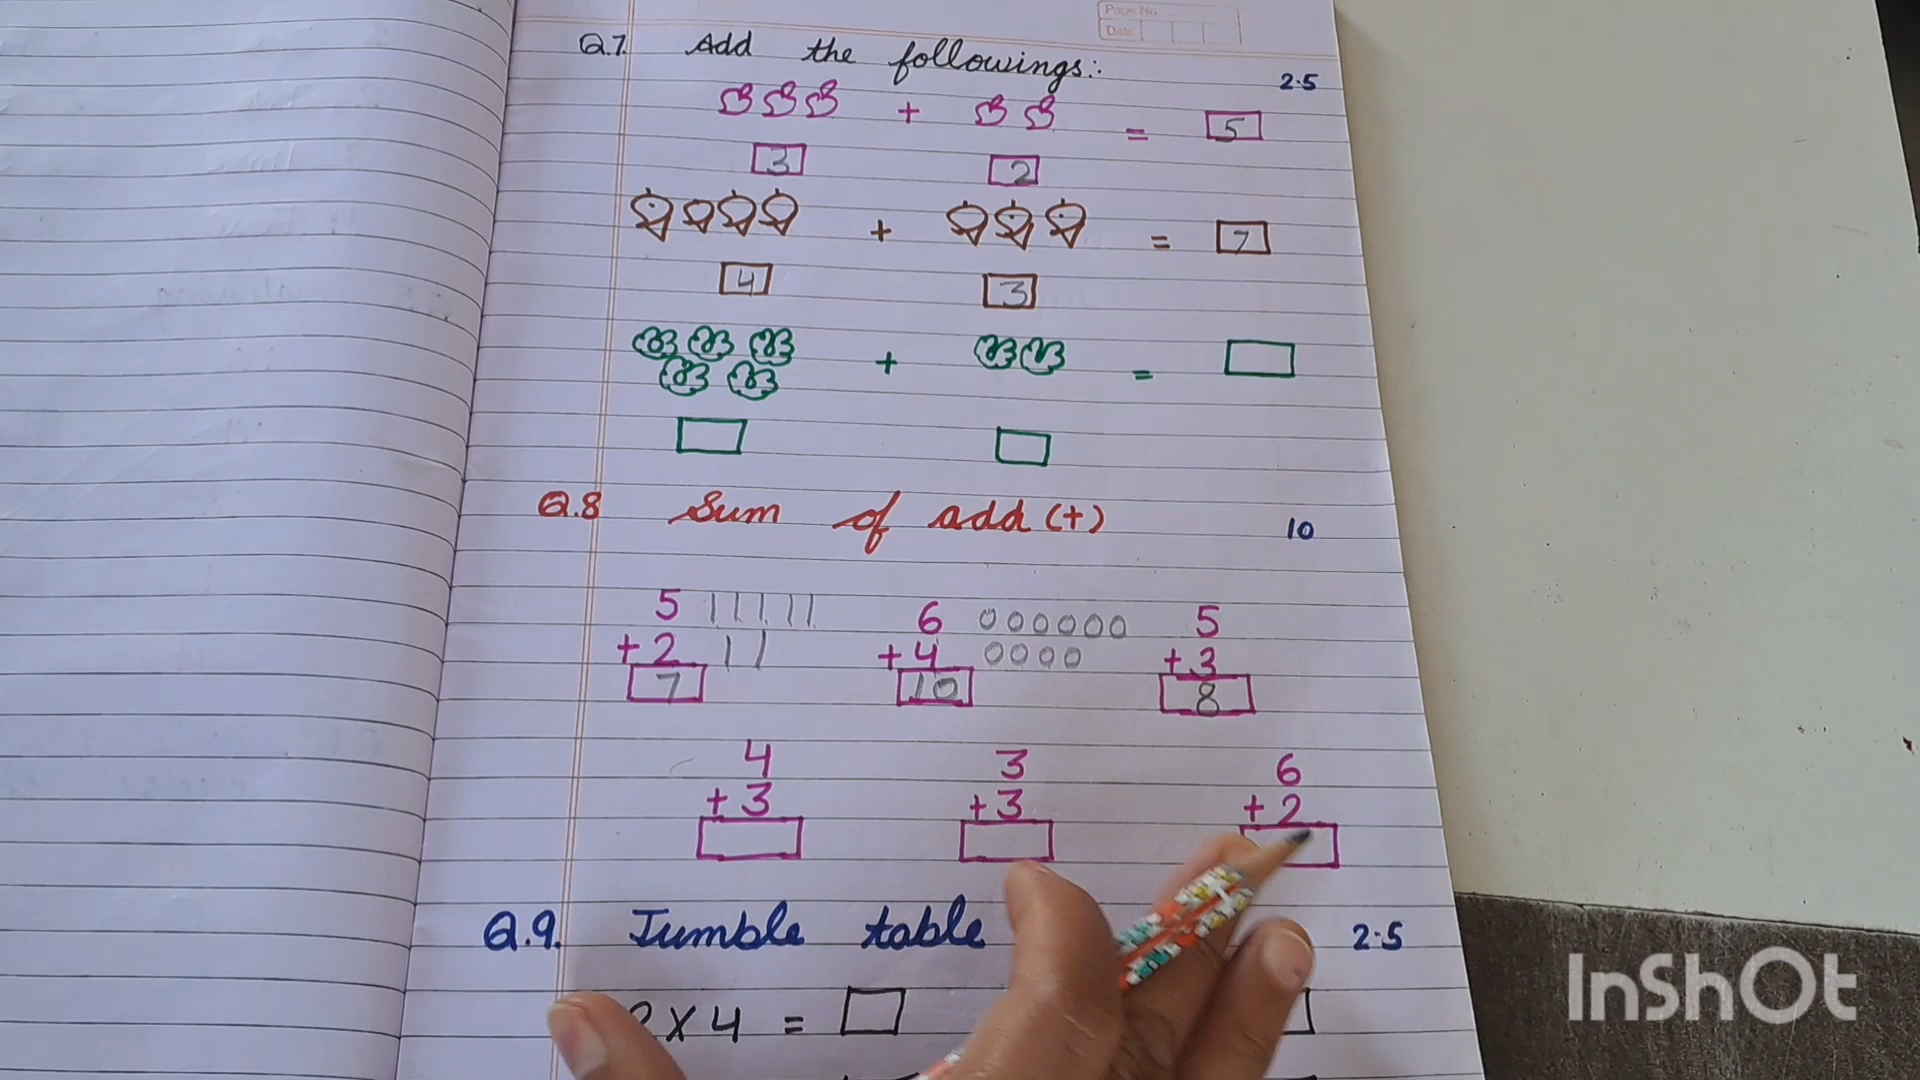 Page No.
Date
Q.7 Add the followings:. 2.5
+ = 5
3 2
+ = 7
4 3
+ =
Q.8 Sum of add (+) 10
5 6 5
+2 +4 +3
7 10 8
4 3 6
+3 +3 +2
Q.9. Jumble table 2.5
X 4 =
InShOt